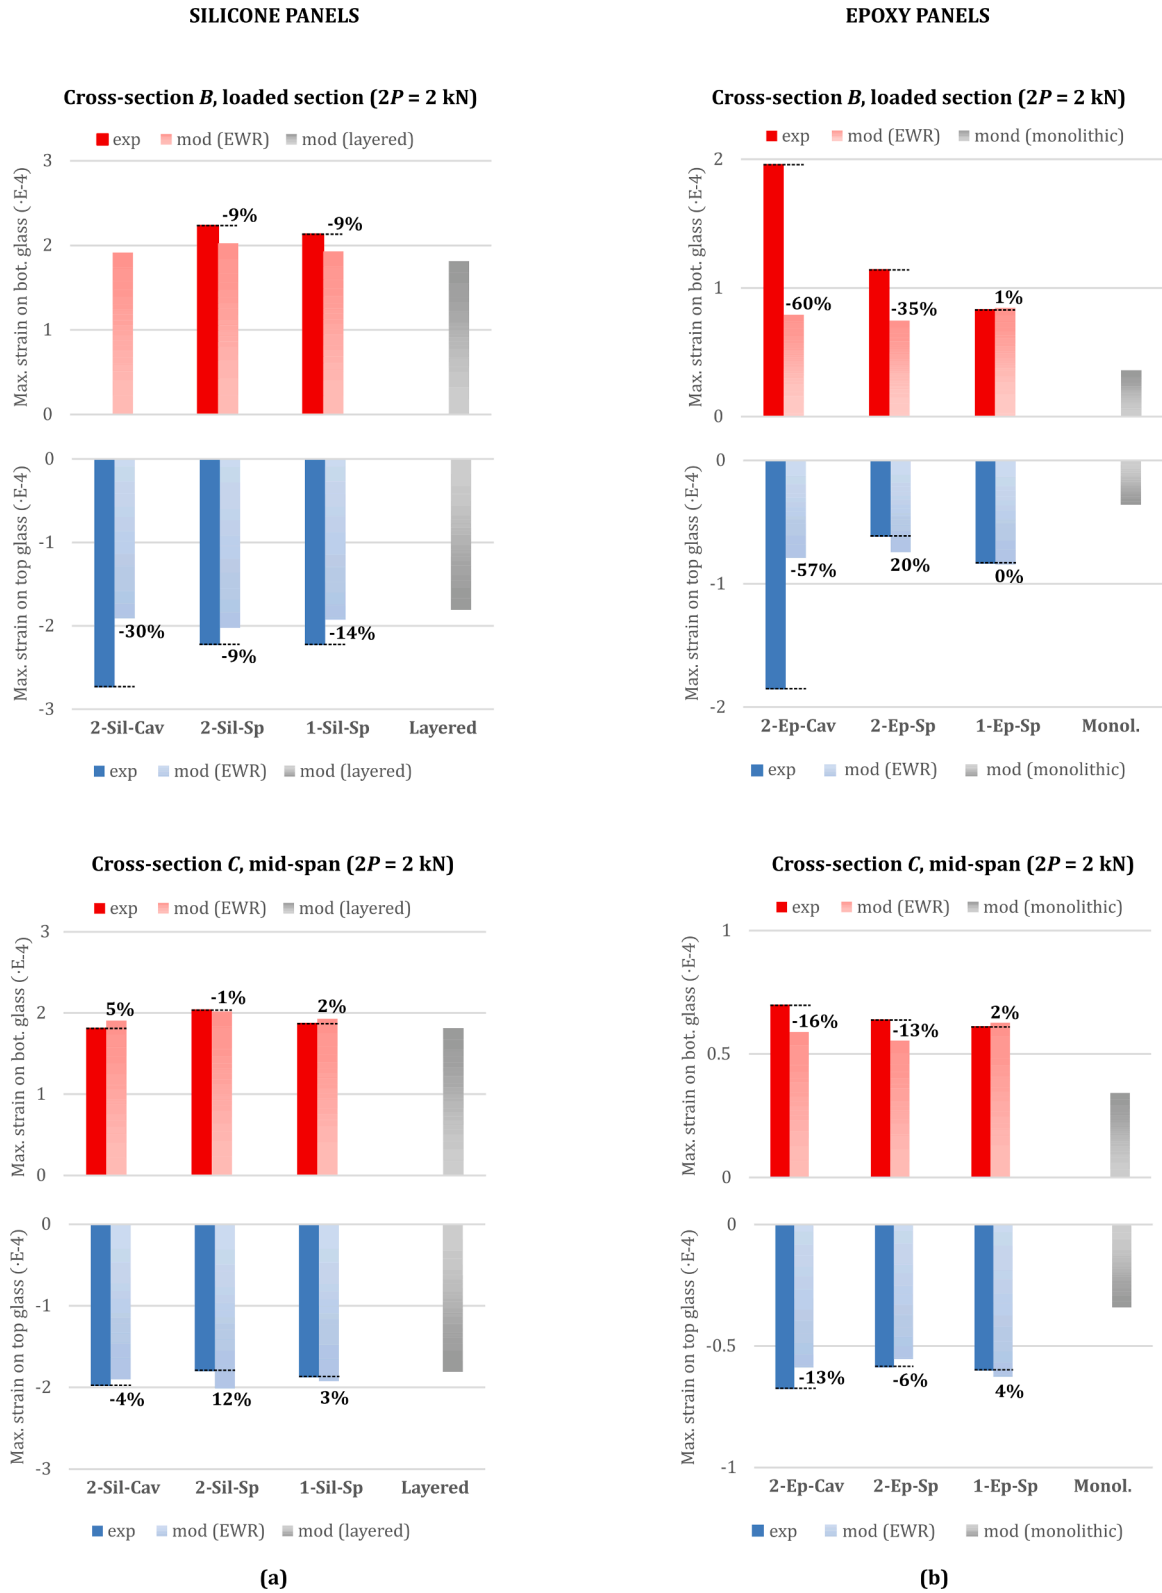 SILICONE PANELS
EPOXY PANELS
Cross-section B, loaded section (2P = 2 kN)
exp mod (EWR) mod (layered)
Max. strain on bot. glass (·E-4)
3
2
1
0
-9%
-9%
Max. strain on top glass (·E-4)
0
-1
-2
-3
-30%
-9%
-14%
2-Sil-Cav 2-Sil-Sp 1-Sil-Sp Layered
exp mod (EWR) mod (layered)
Cross-section B, loaded section (2P = 2 kN)
exp mod (EWR) mond (monolithic)
Max. strain on bot. glass (·E-4)
2
1
0
-60%
-35%
1%
Max. strain on top glass (·E-4)
0
-1
-2
-57%
20%
0%
2-Ep-Cav 2-Ep-Sp 1-Ep-Sp Monol.
exp mod (EWR) mod (monolithic)
Cross-section C, mid-span (2P = 2 kN)
exp mod (EWR) mod (layered)
Max. strain on bot. glass (·E-4)
3
2
1
0
5%
-1%
2%
Max. strain on top glass (·E-4)
0
-1
-2
-3
-4%
12%
3%
2-Sil-Cav 2-Sil-Sp 1-Sil-Sp Layered
exp mod (EWR) mod (layered)
(a)
Cross-section C, mid-span (2P = 2 kN)
exp mod (EWR) mod (monolithic)
Max. strain on bot. glass (·E-4)
1
0.5
0
-16%
-13%
2%
Max. strain on top glass (·E-4)
0
-0.5
-1
-13%
-6%
4%
2-Ep-Cav 2-Ep-Sp 1-Ep-Sp Monol.
exp mod (EWR) mod (monolithic)
(b)